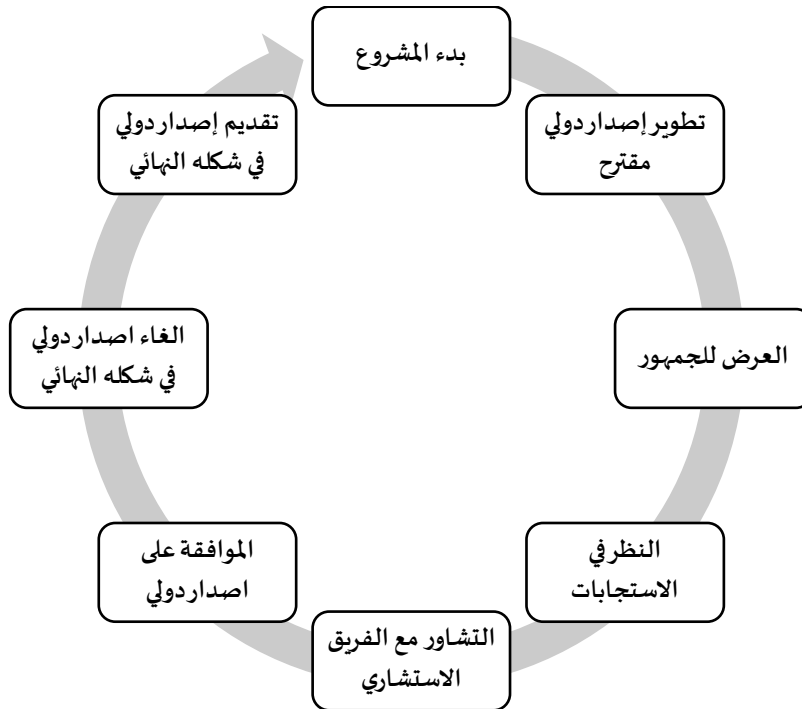 بدء المشروع
تطوير إصدار دولي
مقترح
العرض للجمهور
النظر في
الاستجابات
التشاور مع الفريق
الاستشاري
الموافقة على
اصدار دولي
الغاء اصدار دولي
في شكله النهائي
تقديم إصدار دولي
في شكله النهائي